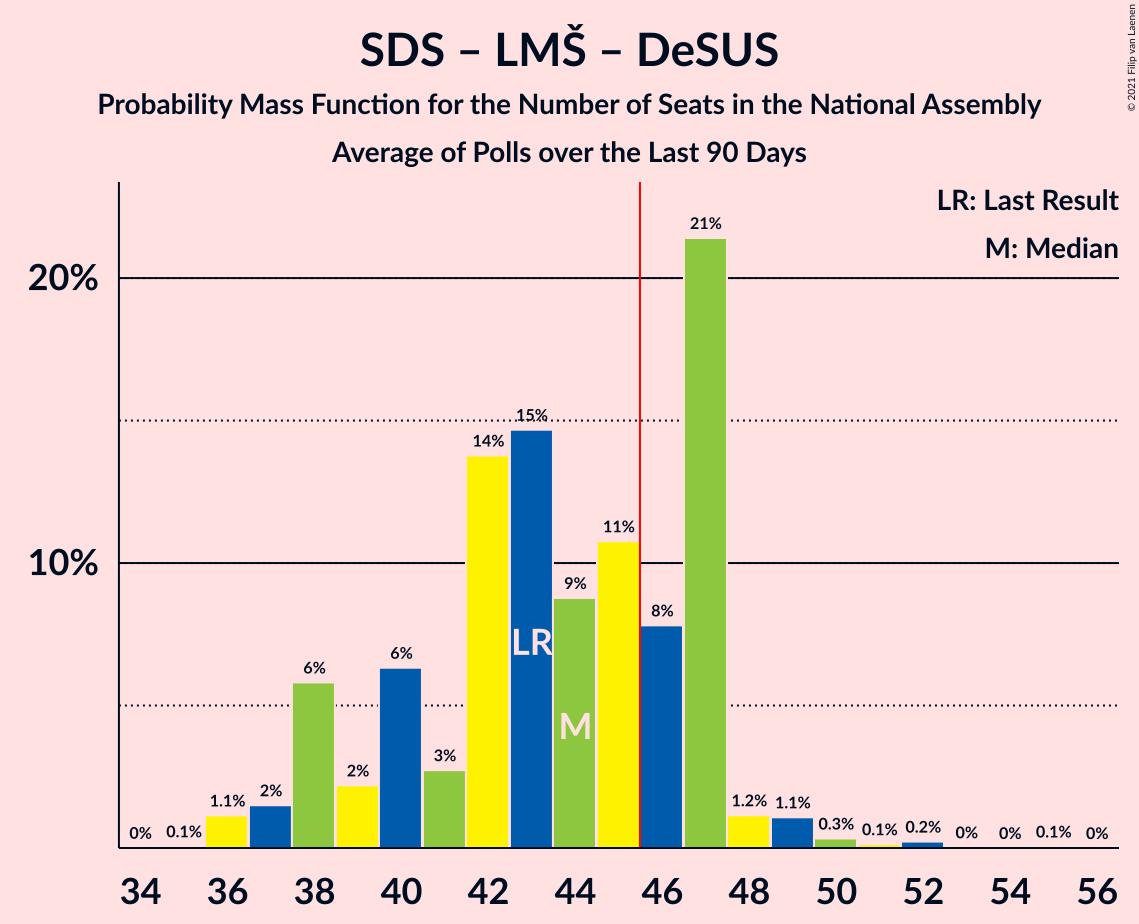 SDS – LMŠ – DeSUS
Probability Mass Function for the Number of Seats in the National Assembly
Average of Polls over the Last 90 Days
© 2021 Filip van Laenen
LR: Last Result
M: Median
20%
10%
0%
0.1%
1.1%
2%
6%
2%
6%
3%
14%
15%
9%
11%
8%
21%
1.2%
1.1%
0.3%
0.1%
0.2%
0%
0%
0.1%
0%
LR
M
34 36 38 40 42 44 46 48 50 52 54 56